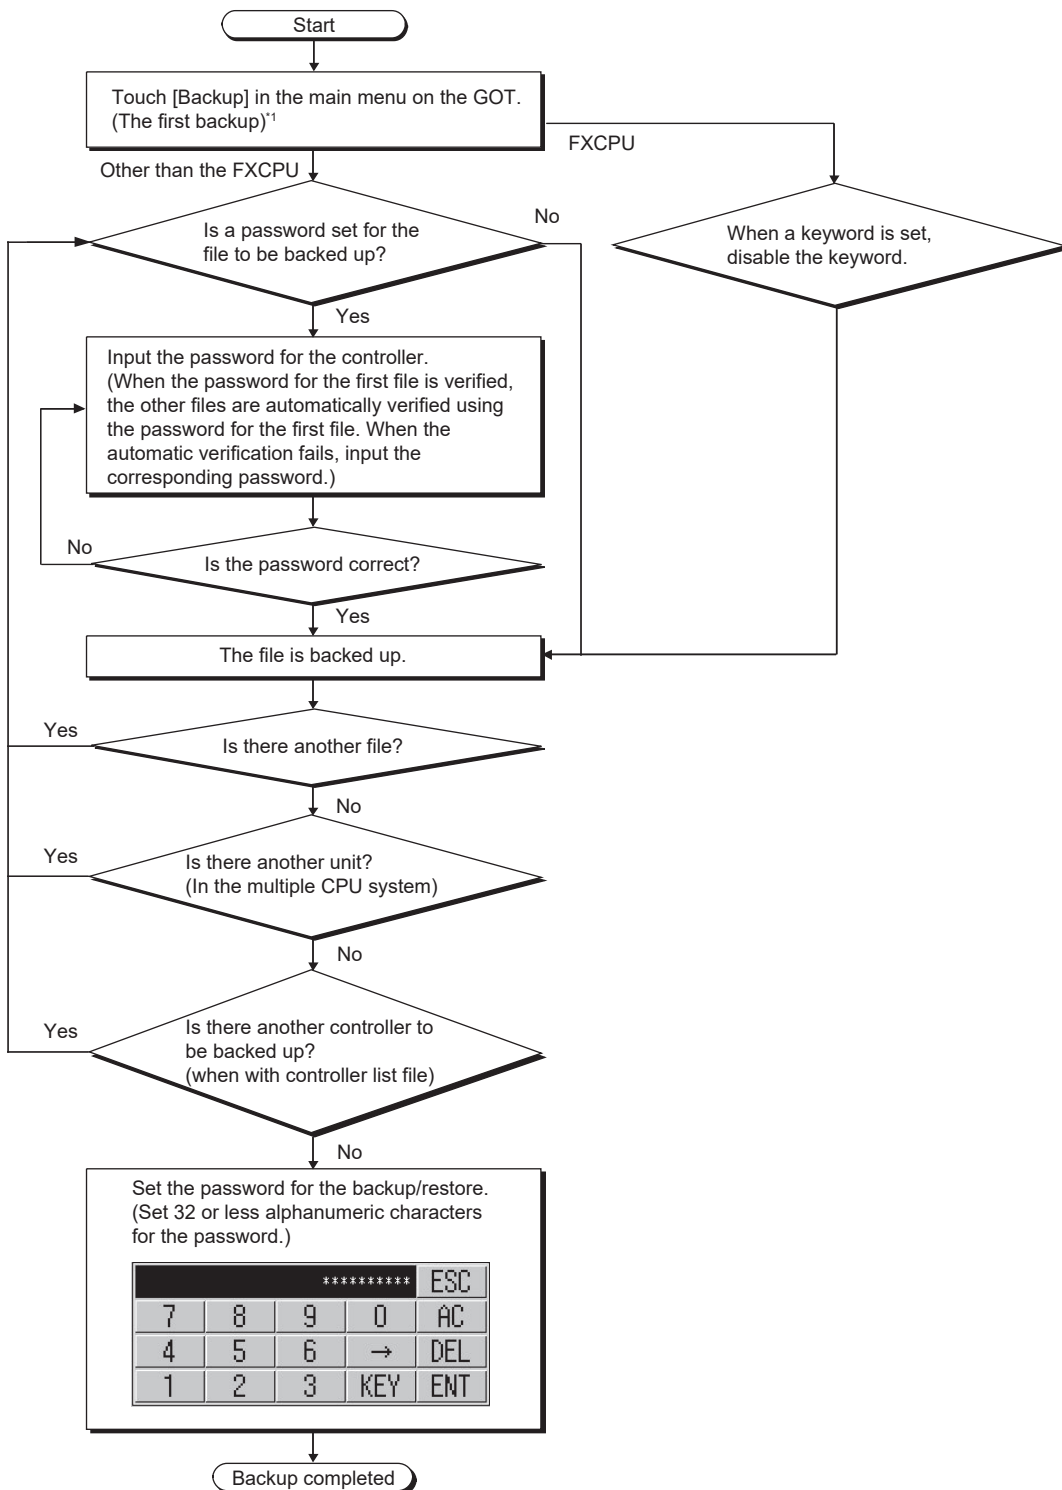 Start
Touch [Backup] in the main menu on the GOT.
(The first backup)*1
FXCPU
Other than the FXCPU
Is a password set for the
file to be backed up?
No
When a keyword is set,
disable the keyword.
Yes
Input the password for the controller.
(When the password for the first file is verified,
the other files are automatically verified using
the password for the first file. When the
automatic verification fails, input the
corresponding password.)
No
Is the password correct?
Yes
The file is backed up.
Yes
Is there another file?
No
Yes
Is there another unit?
(In the multiple CPU system)
No
Yes
Is there another controller to
be backed up?
(when with controller list file)
No
Set the password for the backup/restore.
(Set 32 or less alphanumeric characters
for the password.)
********** ESC
7 8 9 0 AC
4 5 6 → DEL
1 2 3 KEY ENT
Backup completed